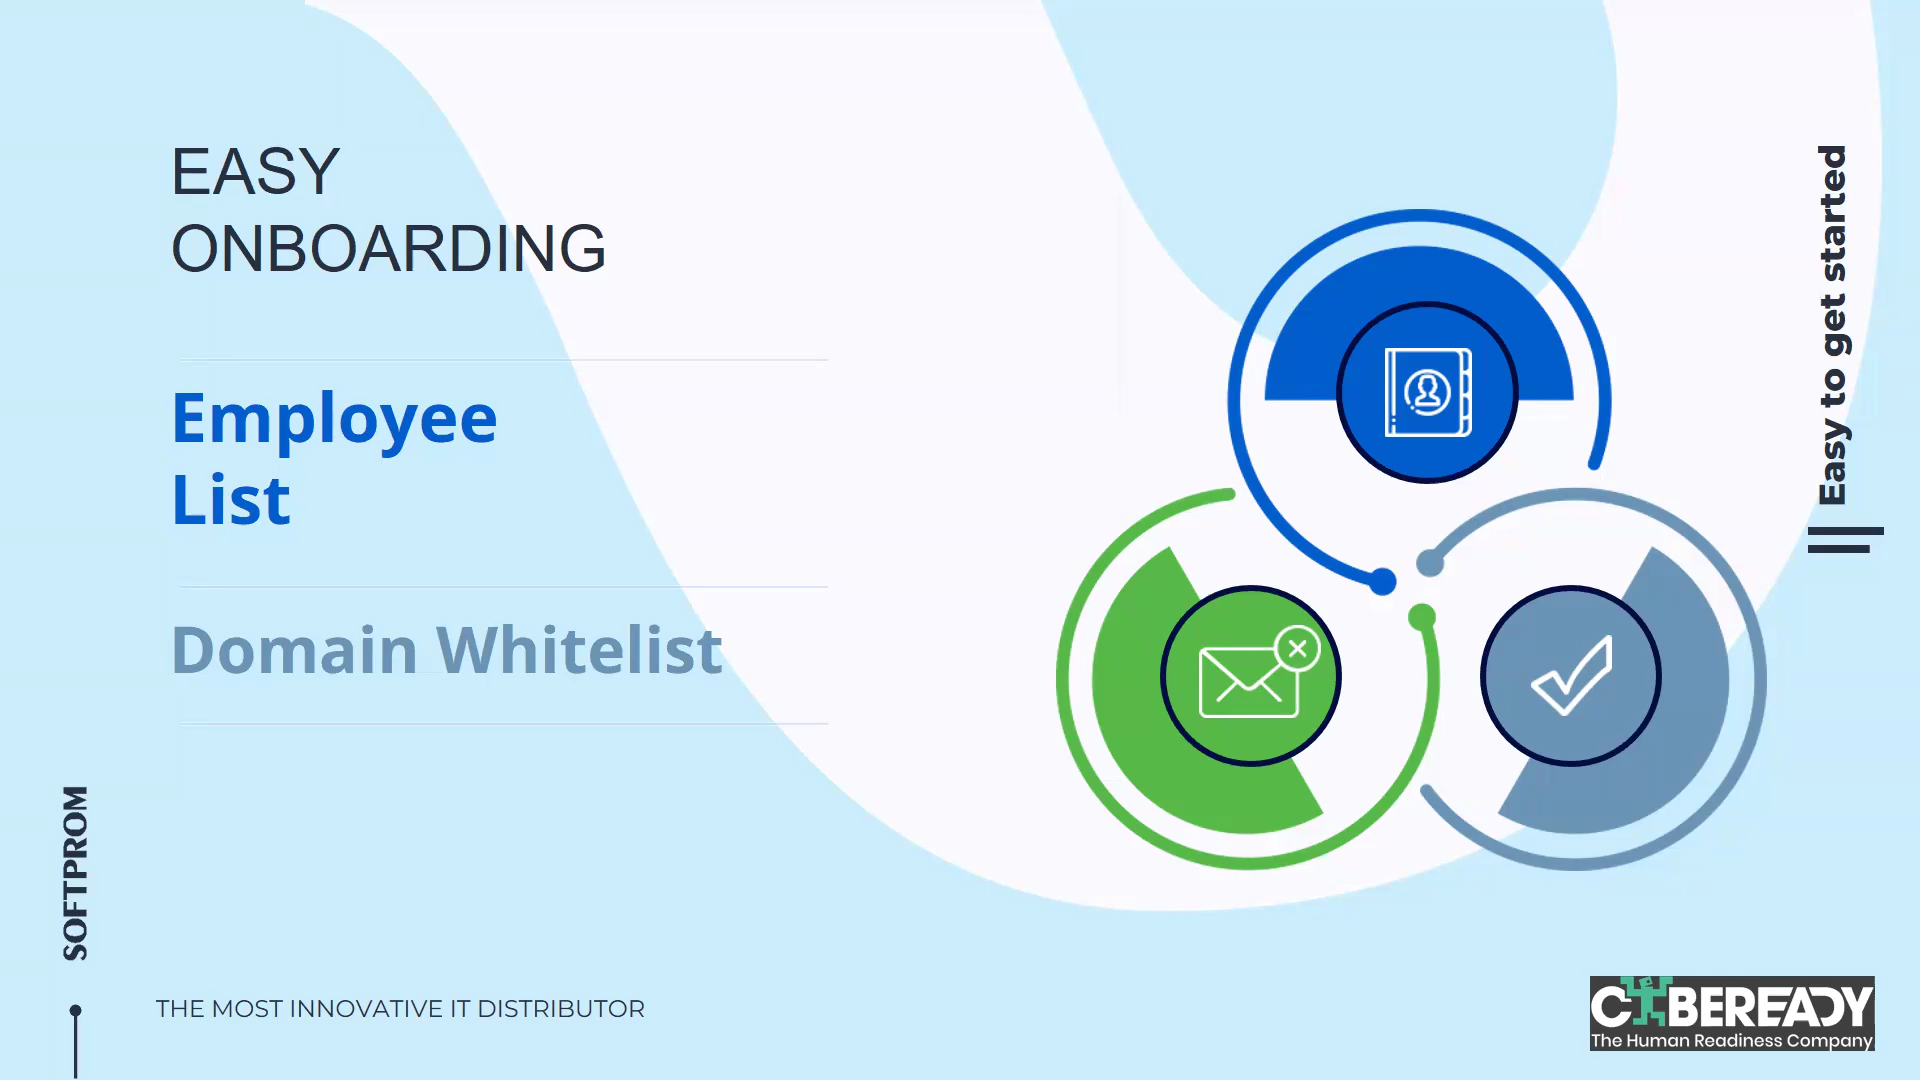 EASY
ONBOARDING
Employee
List
Domain Whitelist
Easy to get started
SOFTPROM
THE MOST INNOVATIVE IT DISTRIBUTOR
CYBEREADY
The Human Readiness Company